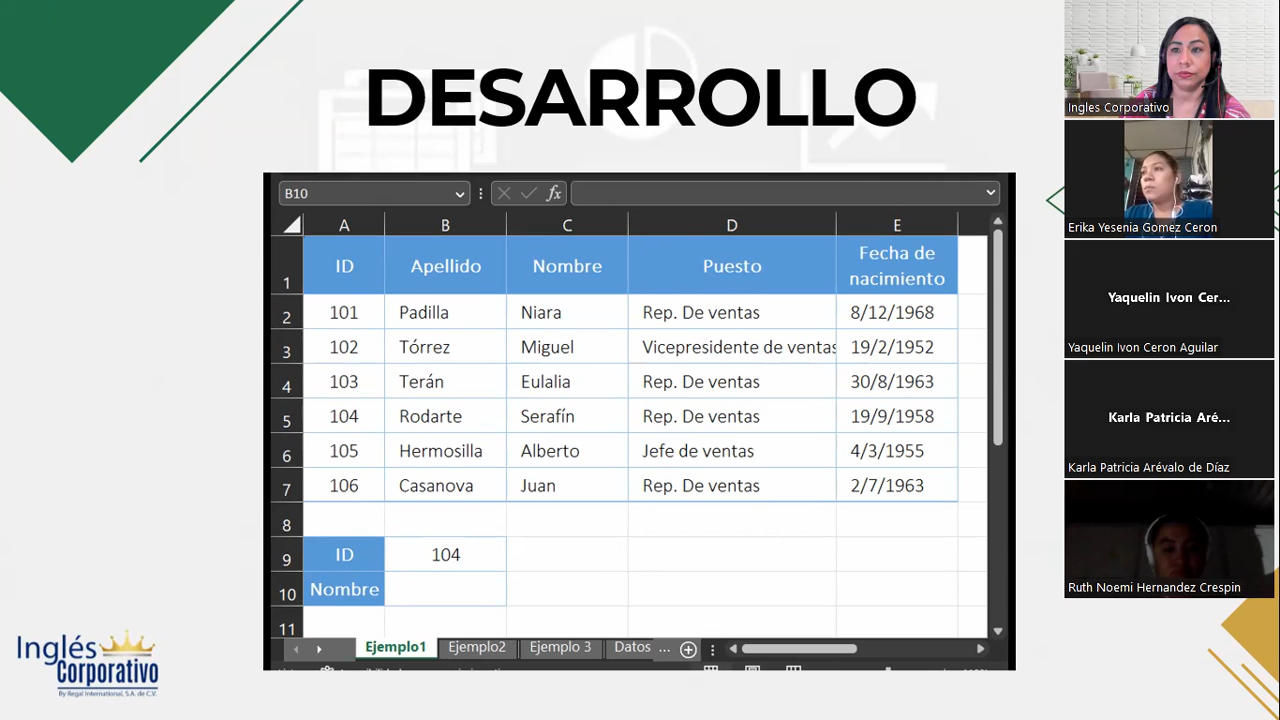 DESARROLLO
B10 fx
A B C D E
1 ID Apellido Nombre Puesto Fecha de nacimiento
2 101 Padilla Niara Rep. De ventas 8/12/1968
3 102 Tórrez Miguel Vicepresidente de ventas 19/2/1952
4 103 Terán Eulalia Rep. De ventas 30/8/1963
5 104 Rodarte Serafín Rep. De ventas 19/9/1958
6 105 Hermosilla Alberto Jefe de ventas 4/3/1955
7 106 Casanova Juan Rep. De ventas 2/7/1963
8
9 ID 104
10 Nombre
11
Ejemplo1 Ejemplo2 Ejemplo 3 Datos ...
Inglés
Corporativo
By Regal International, S.A. de C.V.
Ingles Corporativo
Erika Yesenia Gomez Ceron
Yaquelin Ivon Cer...
Yaquelin Ivon Ceron Aguilar
Karla Patricia Aré...
Karla Patricia Arévalo de Díaz
Ruth Noemi Hernandez Crespin